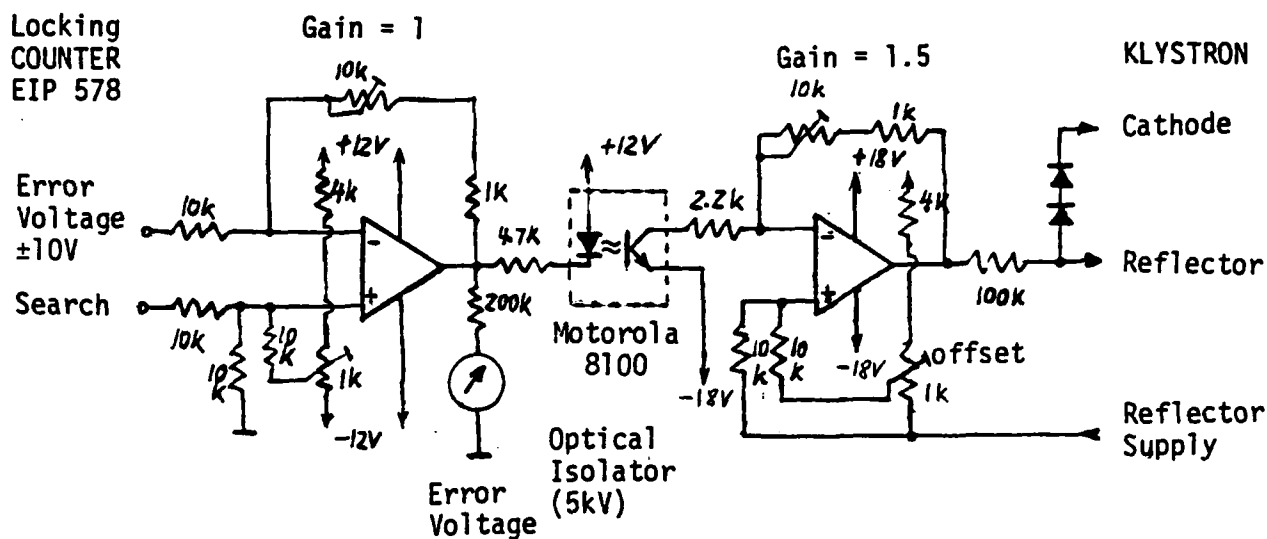 Locking
COUNTER
EIP 578
Gain = 1
10k
Gain = 1.5
10k
1k
KLYSTRON
Cathode
Error
Voltage
±10V
10k
+12V
4k
-
+
1k
4.7k
+12V
≈
2.2k
+18V
4k
-
+
100k
Reflector
Search
10k
10
k
10
k
1k
-12V
200k
Motorola
8100
-18V
10
k
10
k
-18V
offset
1k
Reflector
Supply
Optical
Isolator
(5kV)
Error
Voltage